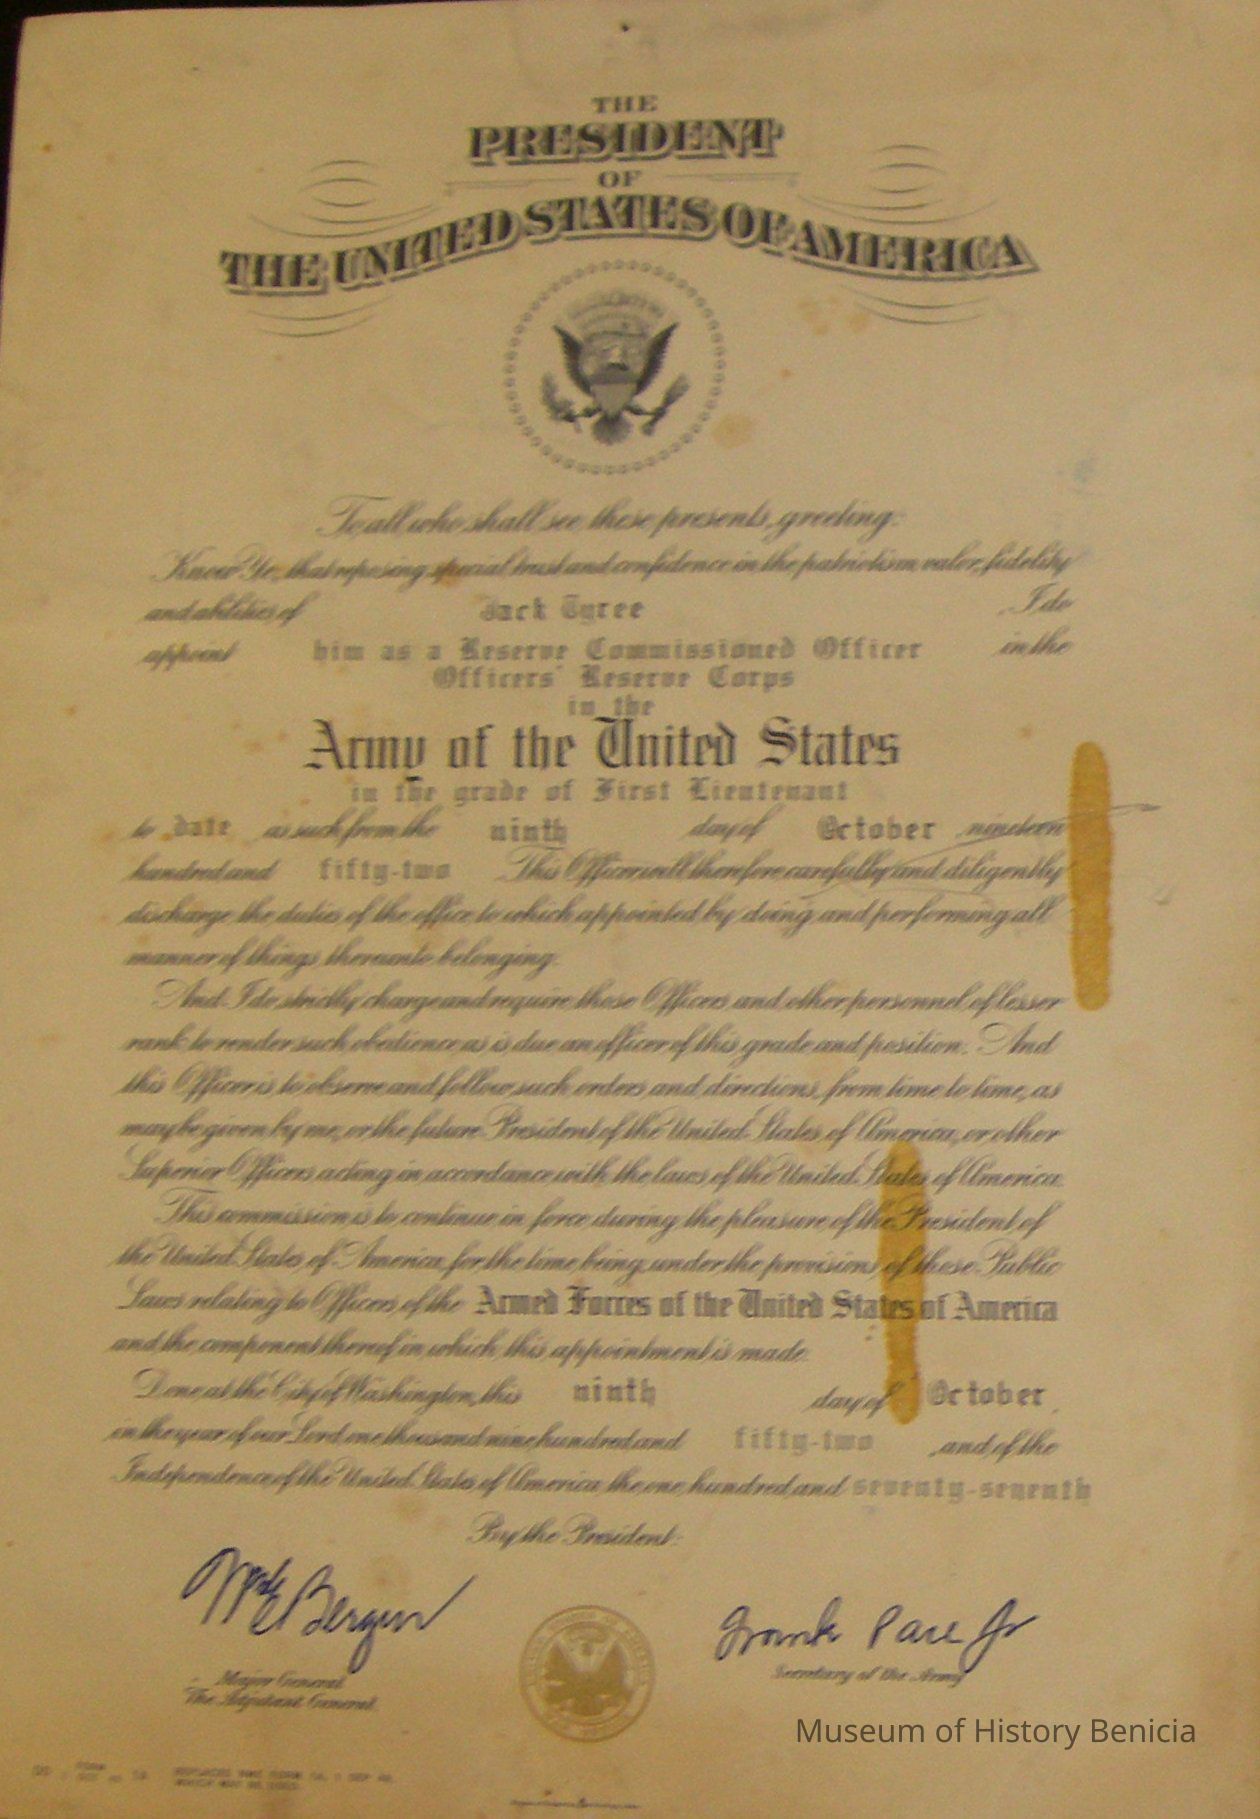 THE
PRESIDENT
OF
THE UNITED STATES OF AMERICA
To all who shall see these presents, greeting:
Know Ye, that reposing special trust and confidence in the patriotism, valor, fidelity
and abilities of Jack Tyree , I do
appoint him as a Reserve Commissioned Officer in the
Officers' Reserve Corps
in the
Army of the United States
in the grade of First Lieutenant
to date as such from the ninth day of October nineteen
hundred and fifty-two . This Officer will therefore carefully and diligently
discharge the duties of the office to which appointed by doing and performing all
manner of things thereunto belonging.
And I do strictly charge and require those Officers and other personnel of lesser
rank to render such obedience as is due an officer of this grade and position. And
this Officer is to observe and follow such orders and directions, from time to time, as
may be given by me, or the future President of the United States of America, or other
Superior Officers acting in accordance with the laws of the United States of America.
This commission is to continue in force during the pleasure of the President of
the United States of America, for the time being, under the provisions of those Public
Laws relating to Officers of the Armed Forces of the United States of America
and the component thereof in which this appointment is made.
Done at the City of Washington, this ninth day of October ,
in the year of our Lord one thousand nine hundred and fifty-two , and of the
Independence of the United States of America the one hundred and seventy-seventh
By the President:
Wm E Bergin
Frank Pace Jr
Major General
The Adjutant General
Secretary of the Army
Museum of History Benicia